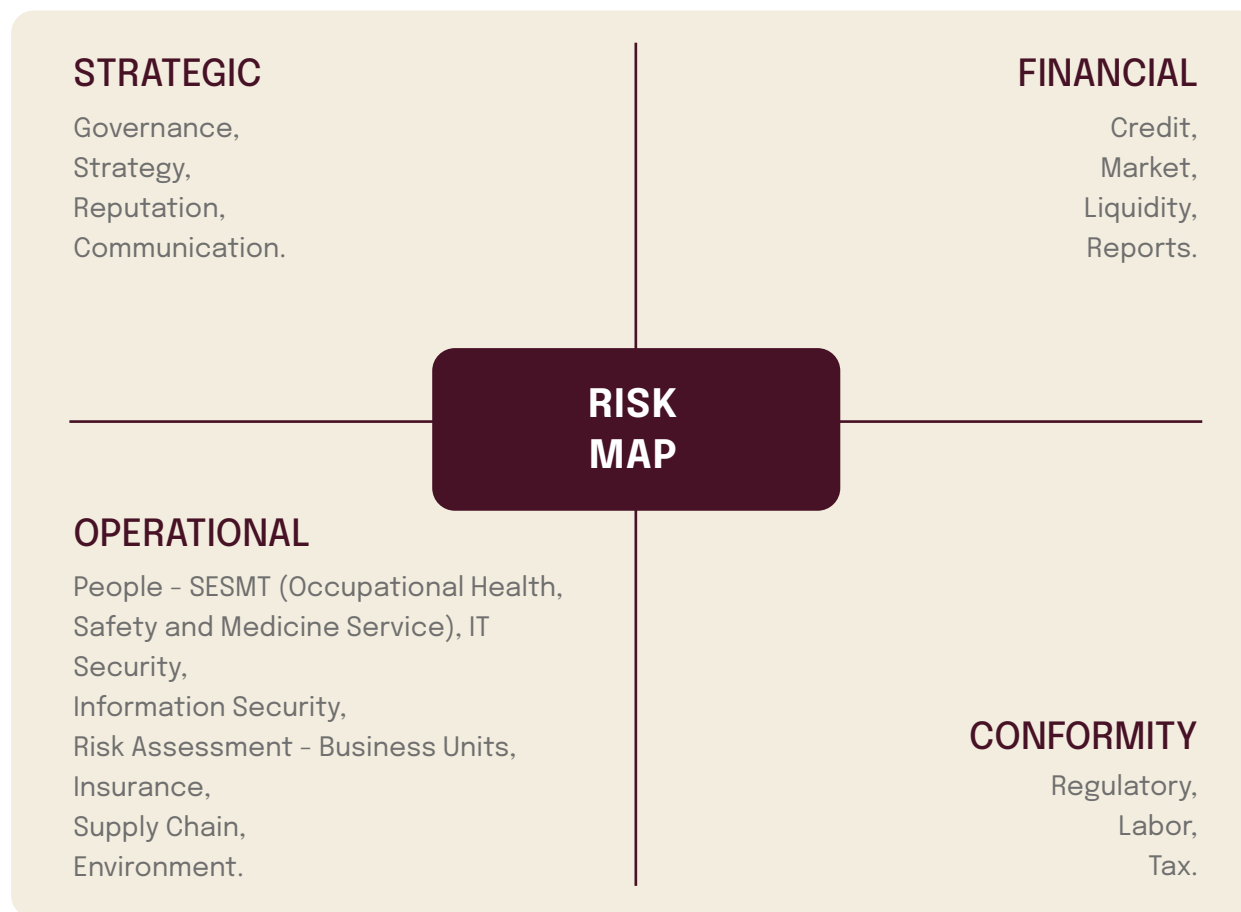 STRATEGIC
Governance,
Strategy,
Reputation,
Communication.
FINANCIAL
Credit,
Market,
Liquidity,
Reports.
RISK
MAP
OPERATIONAL
People – SESMT (Occupational Health,
Safety and Medicine Service), IT
Security,
Information Security,
Risk Assessment – Business Units,
Insurance,
Supply Chain,
Environment.
CONFORMITY
Regulatory,
Labor,
Tax.